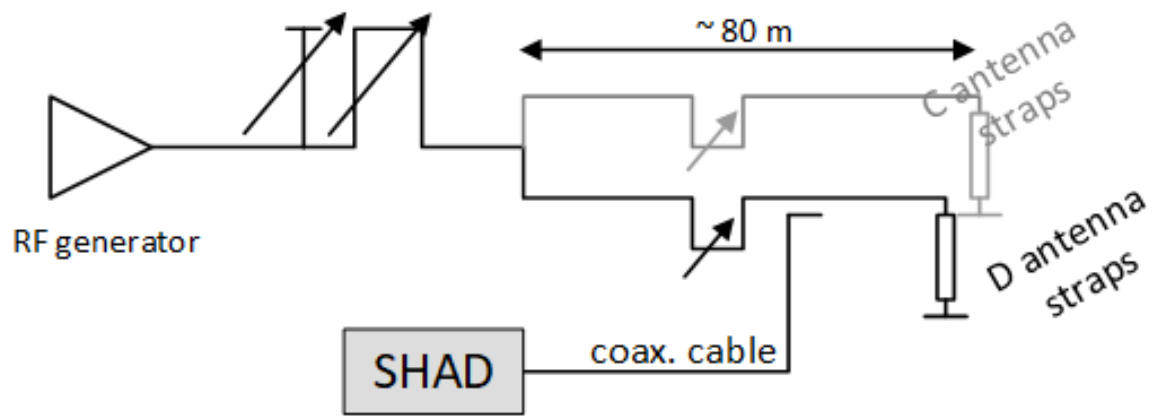 ~ 80 m
C antenna
straps
RF generator
D antenna
straps
coax. cable
SHAD